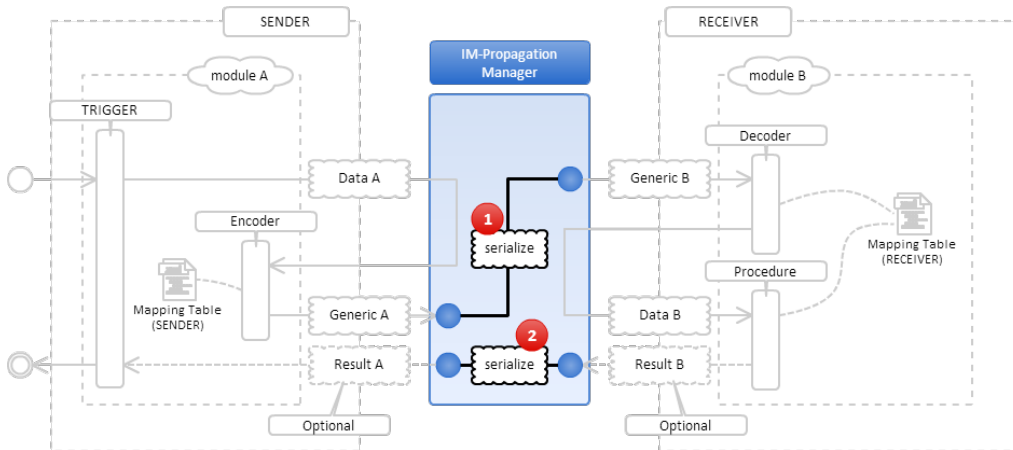 SENDER
RECEIVER
IM-Propagation
Manager
module A
module B
TRIGGER
Decoder
Data A
Generic B
1
Encoder
serialize
Mapping Table
(RECEIVER)
Procedure
Mapping Table
(SENDER)
Generic A
Data B
2
Result A
serialize
Result B
Optional
Optional